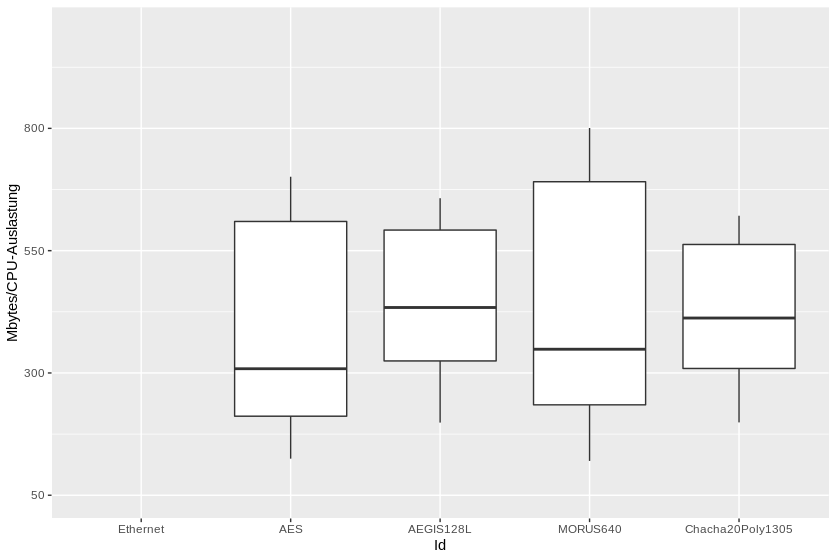 Mbytes/CPU-Auslastung
800
550
300
50
Ethernet AES AEGIS128L MORUS640 Chacha20Poly1305
Id